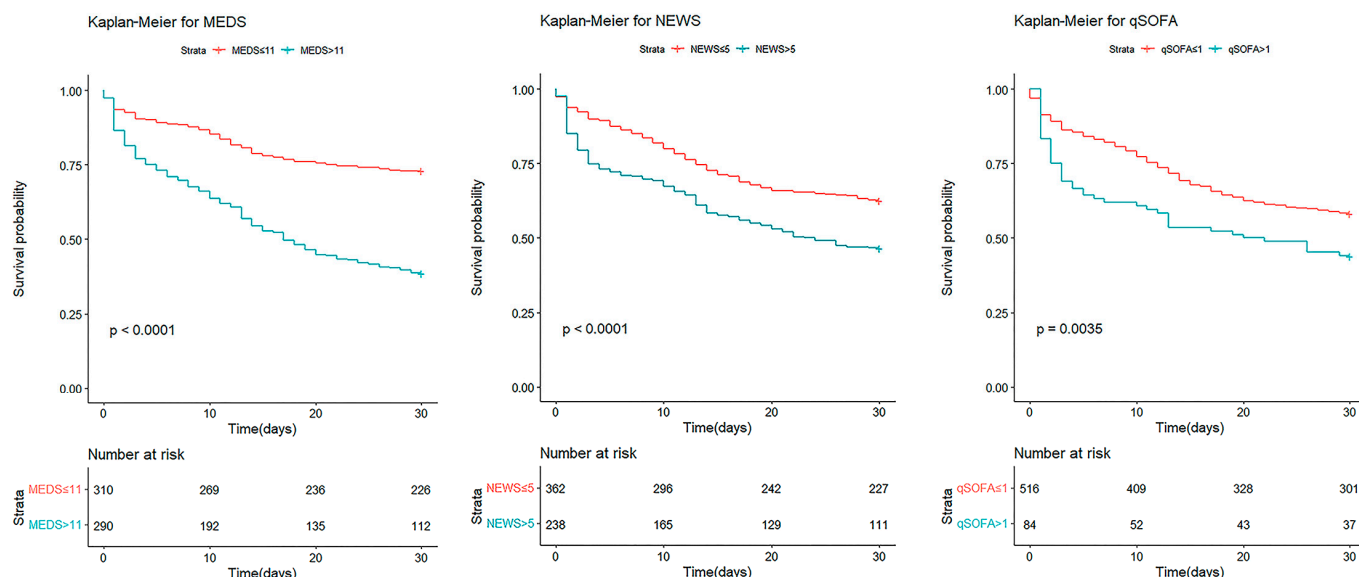 Kaplan-Meier for MEDS
Strata MEDS≤11 MEDS>11
1.00
0.75
0.50
0.25
0.00
Survival probability
p < 0.0001
0 10 20 30
Time(days)
Number at risk
Strata
MEDS≤11 310 269 236 226
MEDS>11 290 192 135 112
0 10 20 30
Time(days)
Kaplan-Meier for NEWS
Strata NEWS≤5 NEWS>5
1.00
0.75
0.50
0.25
0.00
Survival probability
p < 0.0001
0 10 20 30
Time(days)
Number at risk
Strata
NEWS≤5 362 296 242 227
NEWS>5 238 165 129 111
0 10 20 30
Time(days)
Kaplan-Meier for qSOFA
Strata qSOFA≤1 qSOFA>1
1.00
0.75
0.50
0.25
0.00
Survival probability
p = 0.0035
0 10 20 30
Time(days)
Number at risk
Strata
qSOFA≤1 516 409 328 301
qSOFA>1 84 52 43 37
0 10 20 30
Time(days)